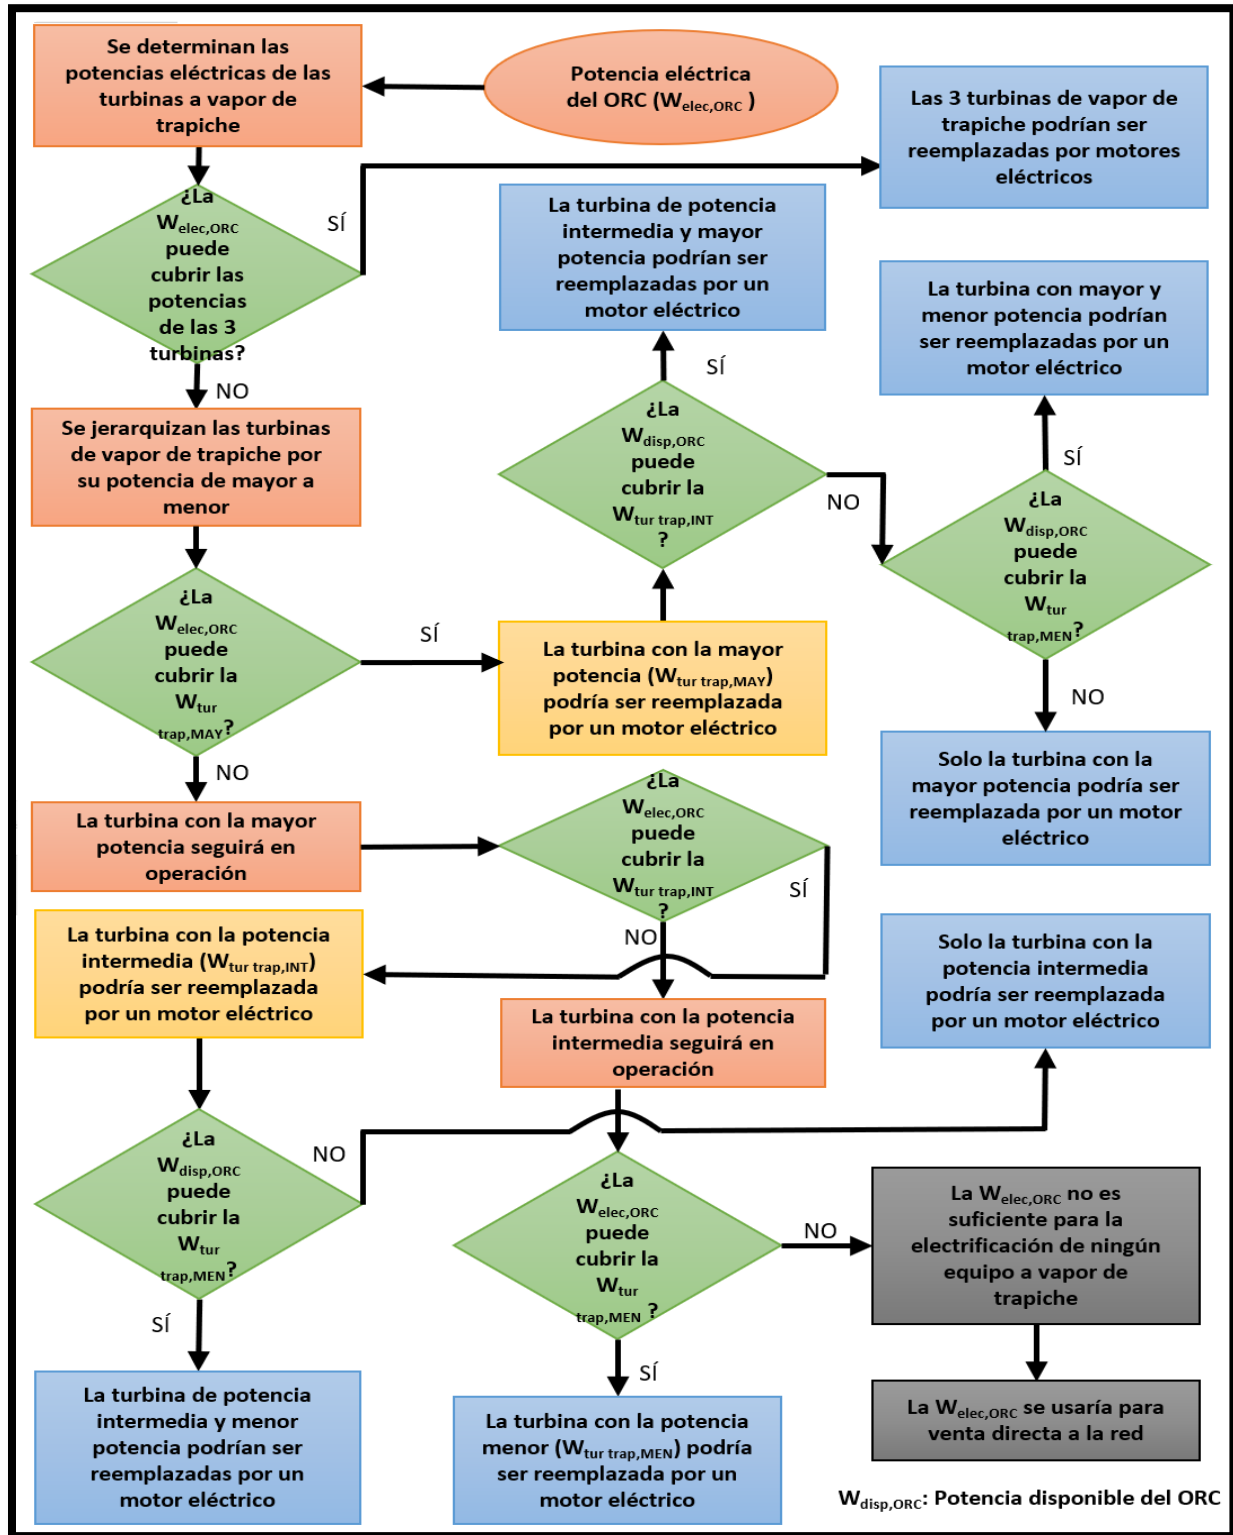 Se determinan las
potencias eléctricas de las
turbinas a vapor de
trapiche
Potencia eléctrica
del ORC (Welec,ORC )
Las 3 turbinas de vapor de
trapiche podrían ser
reemplazadas por motores
eléctricos
¿La
Welec,ORC
puede
cubrir las
potencias
de las 3
turbinas?
SÍ
NO
La turbina de potencia
intermedia y mayor
potencia podrían ser
reemplazadas por un
motor eléctrico
La turbina con mayor y
menor potencia podrían
ser reemplazadas por un
motor eléctrico
SÍ
SÍ
Se jerarquizan las turbinas
de vapor de trapiche por
su potencia de mayor a
menor
¿La
Wdisp,ORC
puede
cubrir la
Wtur trap,INT
?
NO
¿La
Wdisp,ORC
puede
cubrir la
Wtur
trap,MEN?
NO
¿La
Welec,ORC
puede
cubrir la
Wtur
trap,MAY?
SÍ
NO
La turbina con la mayor
potencia (Wtur trap,MAY)
podría ser reemplazada
por un motor eléctrico
Solo la turbina con la
mayor potencia podría ser
reemplazada por un motor
eléctrico
La turbina con la mayor
potencia seguirá en
operación
¿La
Welec,ORC
puede
cubrir la
Wtur trap,INT
?
SÍ
NO
La turbina con la potencia
intermedia (Wtur trap,INT)
podría ser reemplazada
por un motor eléctrico
Solo la turbina con la
potencia intermedia
podría ser reemplazada
por un motor eléctrico
La turbina con la potencia
intermedia seguirá en
operación
¿La
Wdisp,ORC
puede
cubrir la
Wtur
trap,MEN?
NO
SÍ
¿La
Welec,ORC
puede
cubrir la
Wtur
trap,MEN ?
NO
SÍ
La Welec,ORC no es
suficiente para la
electrificación de ningún
equipo a vapor de
trapiche
La turbina de potencia
intermedia y menor
potencia podrían ser
reemplazadas por un
motor eléctrico
La turbina con la potencia
menor (Wtur trap,MEN) podría
ser reemplazada por un
motor eléctrico
La Welec,ORC se usaría para
venta directa a la red
Wdisp,ORC: Potencia disponible del ORC